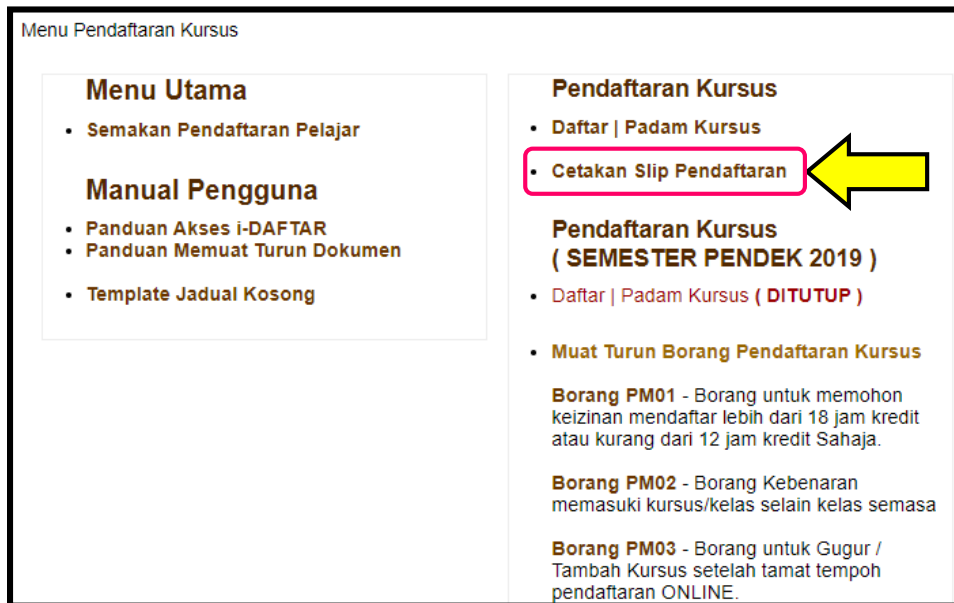 Menu Pendaftaran Kursus
Menu Utama
Semakan Pendaftaran Pelajar
Manual Pengguna
Panduan Akses i-DAFTAR
Panduan Memuat Turun Dokumen
Template Jadual Kosong
Pendaftaran Kursus
Daftar | Padam Kursus
Cetakan Slip Pendaftaran
Pendaftaran Kursus
( SEMESTER PENDEK 2019 )
Daftar | Padam Kursus ( DITUTUP )
Muat Turun Borang Pendaftaran Kursus
Borang PM01 - Borang untuk memohon
keizinan mendaftar lebih dari 18 jam kredit
atau kurang dari 12 jam kredit Sahaja.
Borang PM02 - Borang Kebenaran
memasuki kursus/kelas selain kelas semasa
Borang PM03 - Borang untuk Gugur /
Tambah Kursus setelah tamat tempoh
pendaftaran ONLINE.